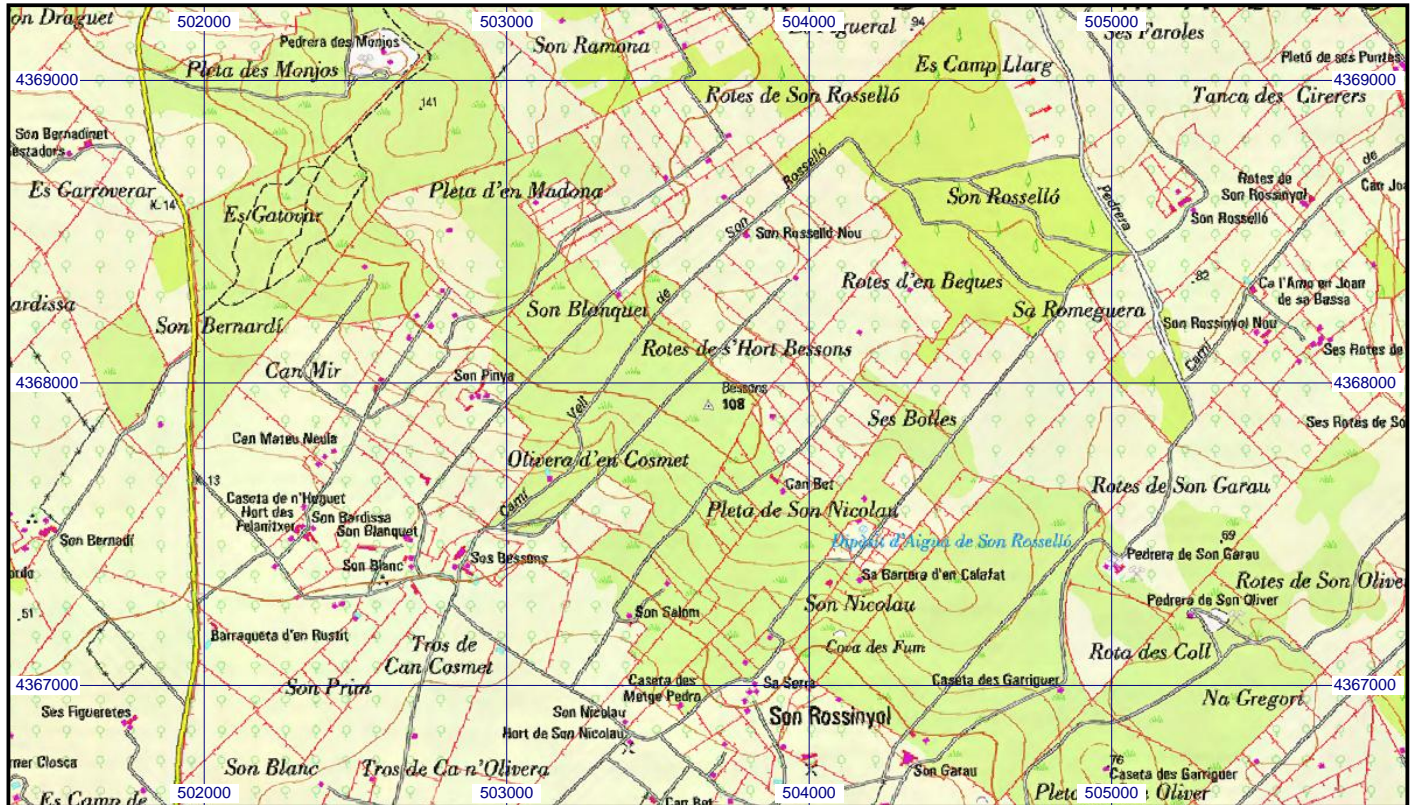 on Draguet
502000
503000
504000
94
505000
Ses Paroles
Pedrera des Monjos
Son Ramona
Pleta des Monjos
Es Camp Llarg
Pletó de ses Puntes
4369000
4369000
Rotes de Son Rosselló
Tanca des Cirerers
141
Son Bernadinet
estadors
Rosselló
de
Es Garroverar
K. 14
Pleta d'en Madona
Son Rosselló
Pedrera
Rotes de
Son Rossinyol
Es Gatovar
Son Rosselló
Son
Son Rosselló Nou
82
ardissa
Rotes d'en Beques
Ca l'Amo en Joan
de sa Bassa
de
Son Blanquet
Sa Romeguera
Son Bernardí
Son Rossinyol Nou
Camí
Rotes de s'Hort Bessons
Ses Rotes de
Can Mir
Son Pinya
4368000
4368000
Bessons
108
Vell
Ses Bolles
Ses Rotes de So
Can Mateu Neula
Olivera d'en Cosmet
K. 13
Can Bet
Rotes de Son Garau
Caseta de n'Huguet
Hort des
Felanitxer
Son Bardissa
Camí
Pleta de Son Nicolau
Son Blanquet
Son Bernadí
Dipòsit d'Aigua de Son Rosselló
69
Sos Bessons
Pedrera de Son Garau
Son Blanc
Sa Barrera d'en Calafat
Rotes de Son Olive
Son Nicolau
Pedrera de Son Oliver
51
Son Salom
Barraqueta d'en Rustit
Tros de
Can Cosmet
Cova des Fum
Rota des Coll
4367000
Son Prim
Caseta des
Metge Pedro
Sa Serra
Caseta des Garriguer
4367000
Na Gregori
Ses Figueretes
Son Nicolau
Son Rossinyol
Hort de Son Nicolau
Son Blanc
Tros de Ca n'Olivera
Son Garau
76
Caseta des Garriguer
Es Camp de
502000
503000
Can Bet
504000
505000
Oliver